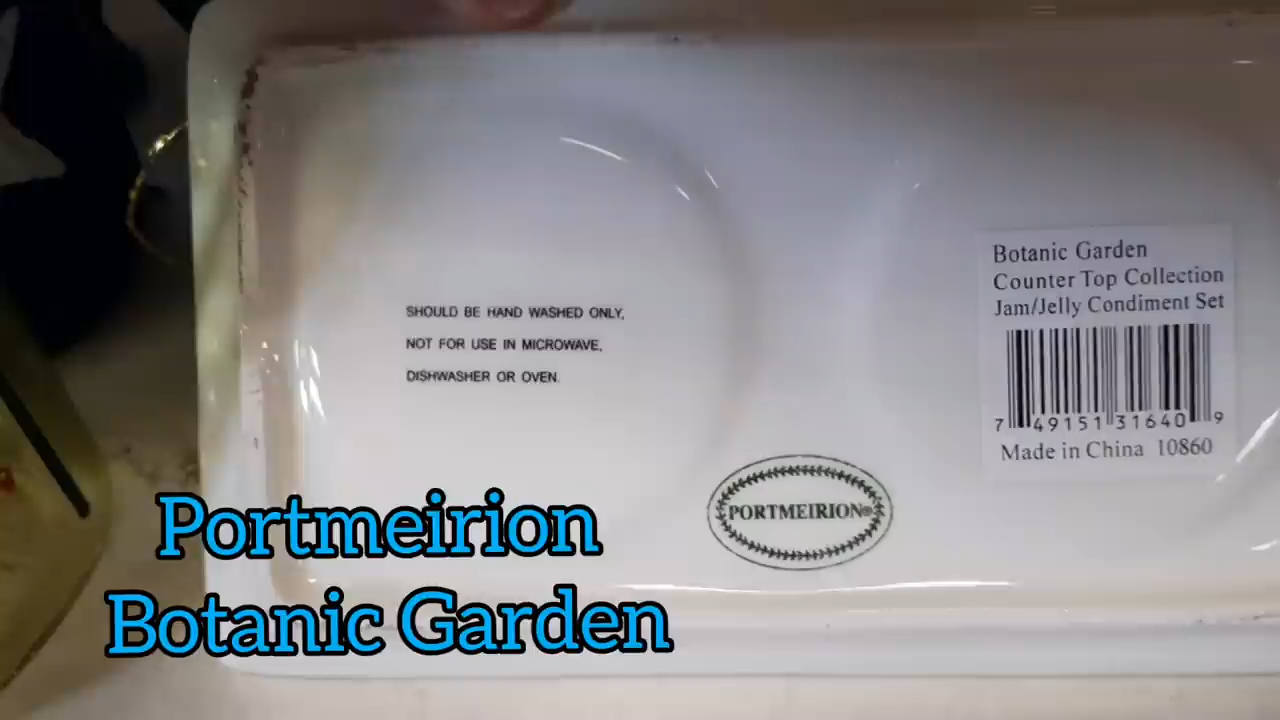 SHOULD BE HAND WASHED ONLY,
NOT FOR USE IN MICROWAVE,
DISHWASHER OR OVEN.
Botanic Garden
Counter Top Collection
Jam/Jelly Condiment Set
7 49151 31640 9
Made in China 10860
PORTMEIRION®
Portmeirion
Botanic Garden